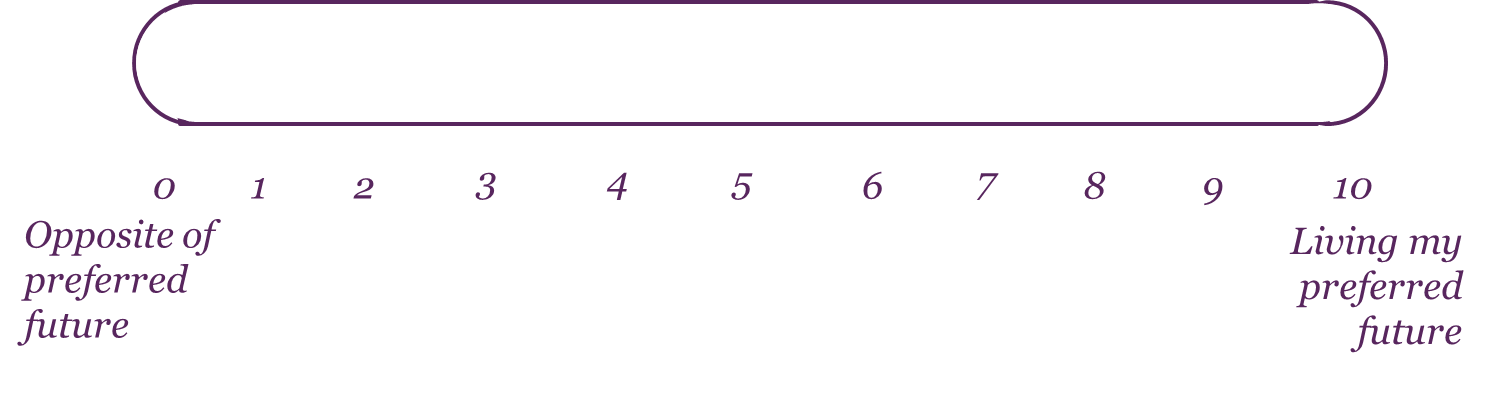 0 1 2 3 4 5 6 7 8 9 10
Opposite of
preferred
future
Living my
preferred
future